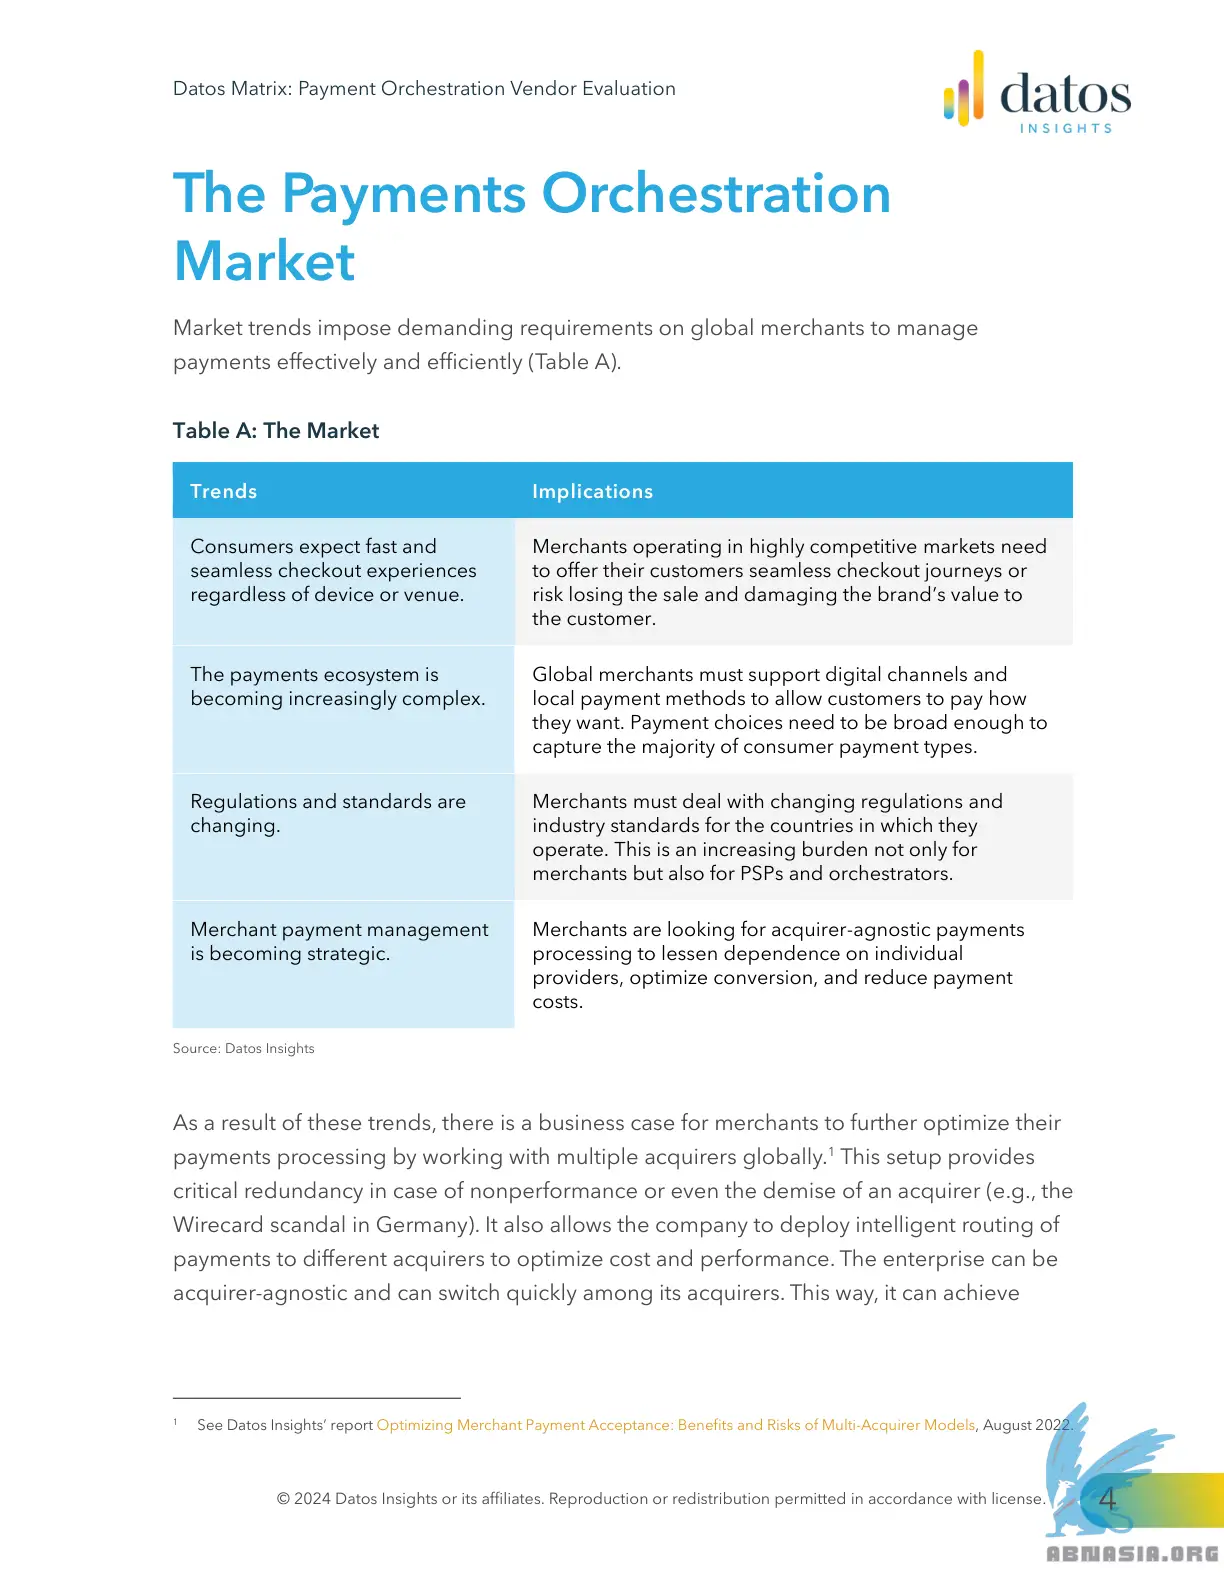 Datos Matrix: Payment Orchestration Vendor Evaluation
datos
INSIGHTS
The Payments Orchestration
Market
Market trends impose demanding requirements on global merchants to manage
payments effectively and efficiently (Table A).
Table A: The Market
Trends
Implications
Consumers expect fast and
seamless checkout experiences
regardless of device or venue.
Merchants operating in highly competitive markets need
to offer their customers seamless checkout journeys or
risk losing the sale and damaging the brand’s value to
the customer.
The payments ecosystem is
becoming increasingly complex.
Global merchants must support digital channels and
local payment methods to allow customers to pay how
they want. Payment choices need to be broad enough to
capture the majority of consumer payment types.
Regulations and standards are
changing.
Merchants must deal with changing regulations and
industry standards for the countries in which they
operate. This is an increasing burden not only for
merchants but also for PSPs and orchestrators.
Merchant payment management
is becoming strategic.
Merchants are looking for acquirer-agnostic payments
processing to lessen dependence on individual
providers, optimize conversion, and reduce payment
costs.
Source: Datos Insights
As a result of these trends, there is a business case for merchants to further optimize their
payments processing by working with multiple acquirers globally.1 This setup provides
critical redundancy in case of nonperformance or even the demise of an acquirer (e.g., the
Wirecard scandal in Germany). It also allows the company to deploy intelligent routing of
payments to different acquirers to optimize cost and performance. The enterprise can be
acquirer-agnostic and can switch quickly among its acquirers. This way, it can achieve
1 See Datos Insights’ report Optimizing Merchant Payment Acceptance: Benefits and Risks of Multi-Acquirer Models, August 2022.
© 2024 Datos Insights or its affiliates. Reproduction or redistribution permitted in accordance with license.
4
ABNASIA.ORG